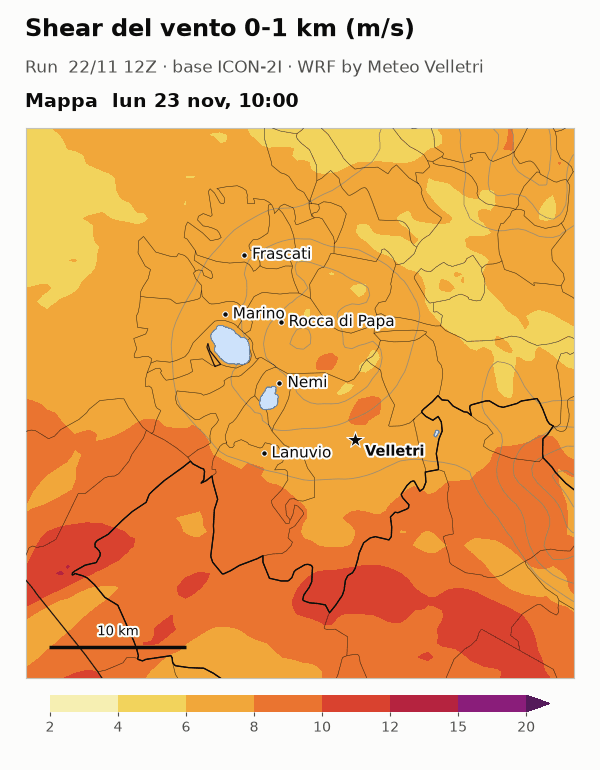 Shear del vento 0-1 km (m/s)
Run 22/11 12Z · base ICON-2I · WRF by Meteo Velletri
Mappa lun 23 nov, 10:00
Frascati
Marino
Rocca di Papa
Nemi
Velletri
Lanuvio
10 km
2 4 6 8 10 12 15 20